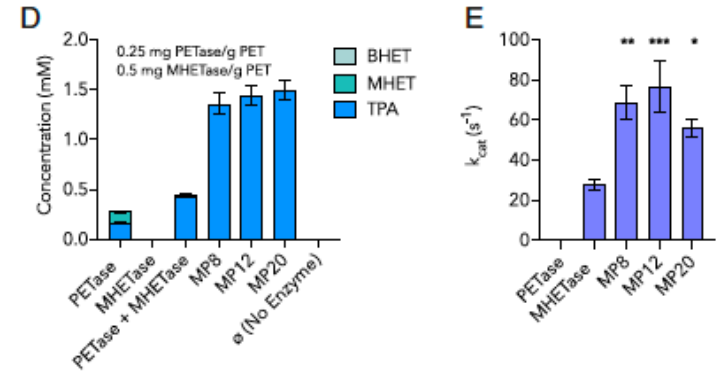 D
2.0
1.5
1.0
0.5
0.0
Concentration (mM)
0.25 mg PETase/g PET
0.5 mg MHETase/g PET
BHET
MHET
TPA
PETase
MHETase
PETase + MHETase
MP8
MP12
MP20
ø (No Enzyme)
E
100
80
60
40
20
0
kcat (s⁻¹)
**
***
*
PETase
MHETase
MP8
MP12
MP20